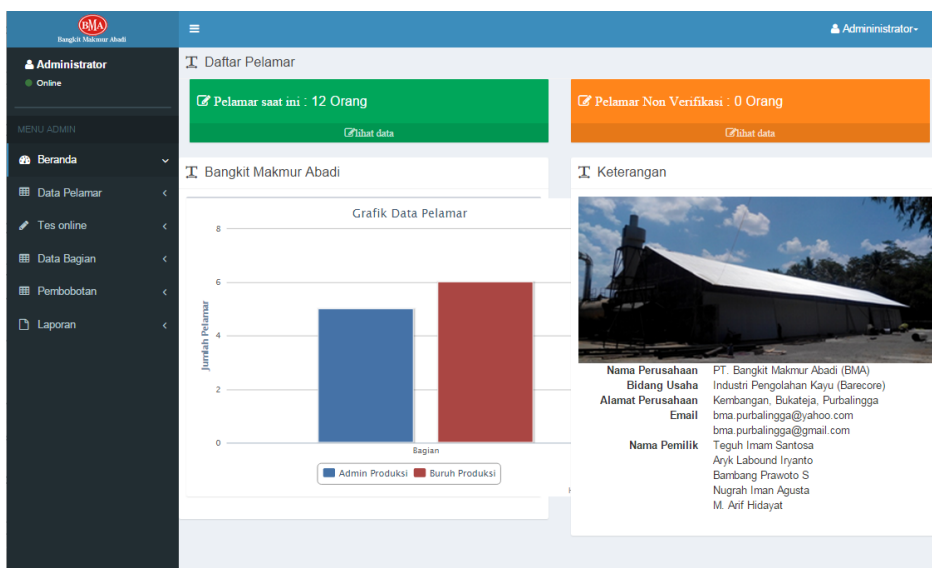 BMA
Bangkit Makmur Abadi
Admininistrator
Administrator
Online
MENU ADMIN
Beranda
Data Pelamar
Tes online
Data Bagian
Pembobotan
Laporan
Daftar Pelamar
Pelamar saat ini : 12 Orang
lihat data
Pelamar Non Verifikasi : 0 Orang
lihat data
Bangkit Makmur Abadi
Grafik Data Pelamar
8
6
4
2
0
Jumlah Pelamar
Bagian
Admin Produksi Buruh Produksi
Keterangan
Nama Perusahaan PT. Bangkit Makmur Abadi (BMA)
Bidang Usaha Industri Pengolahan Kayu (Barecore)
Alamat Perusahaan Kembangan, Bukateja, Purbalingga
Email bma.purbalingga@yahoo.com
bma.purbalingga@gmail.com
Nama Pemilik Teguh Imam Santosa
Aryk Labound Iryanto
Bambang Prawoto S
Nugrah Iman Agusta
M. Arif Hidayat